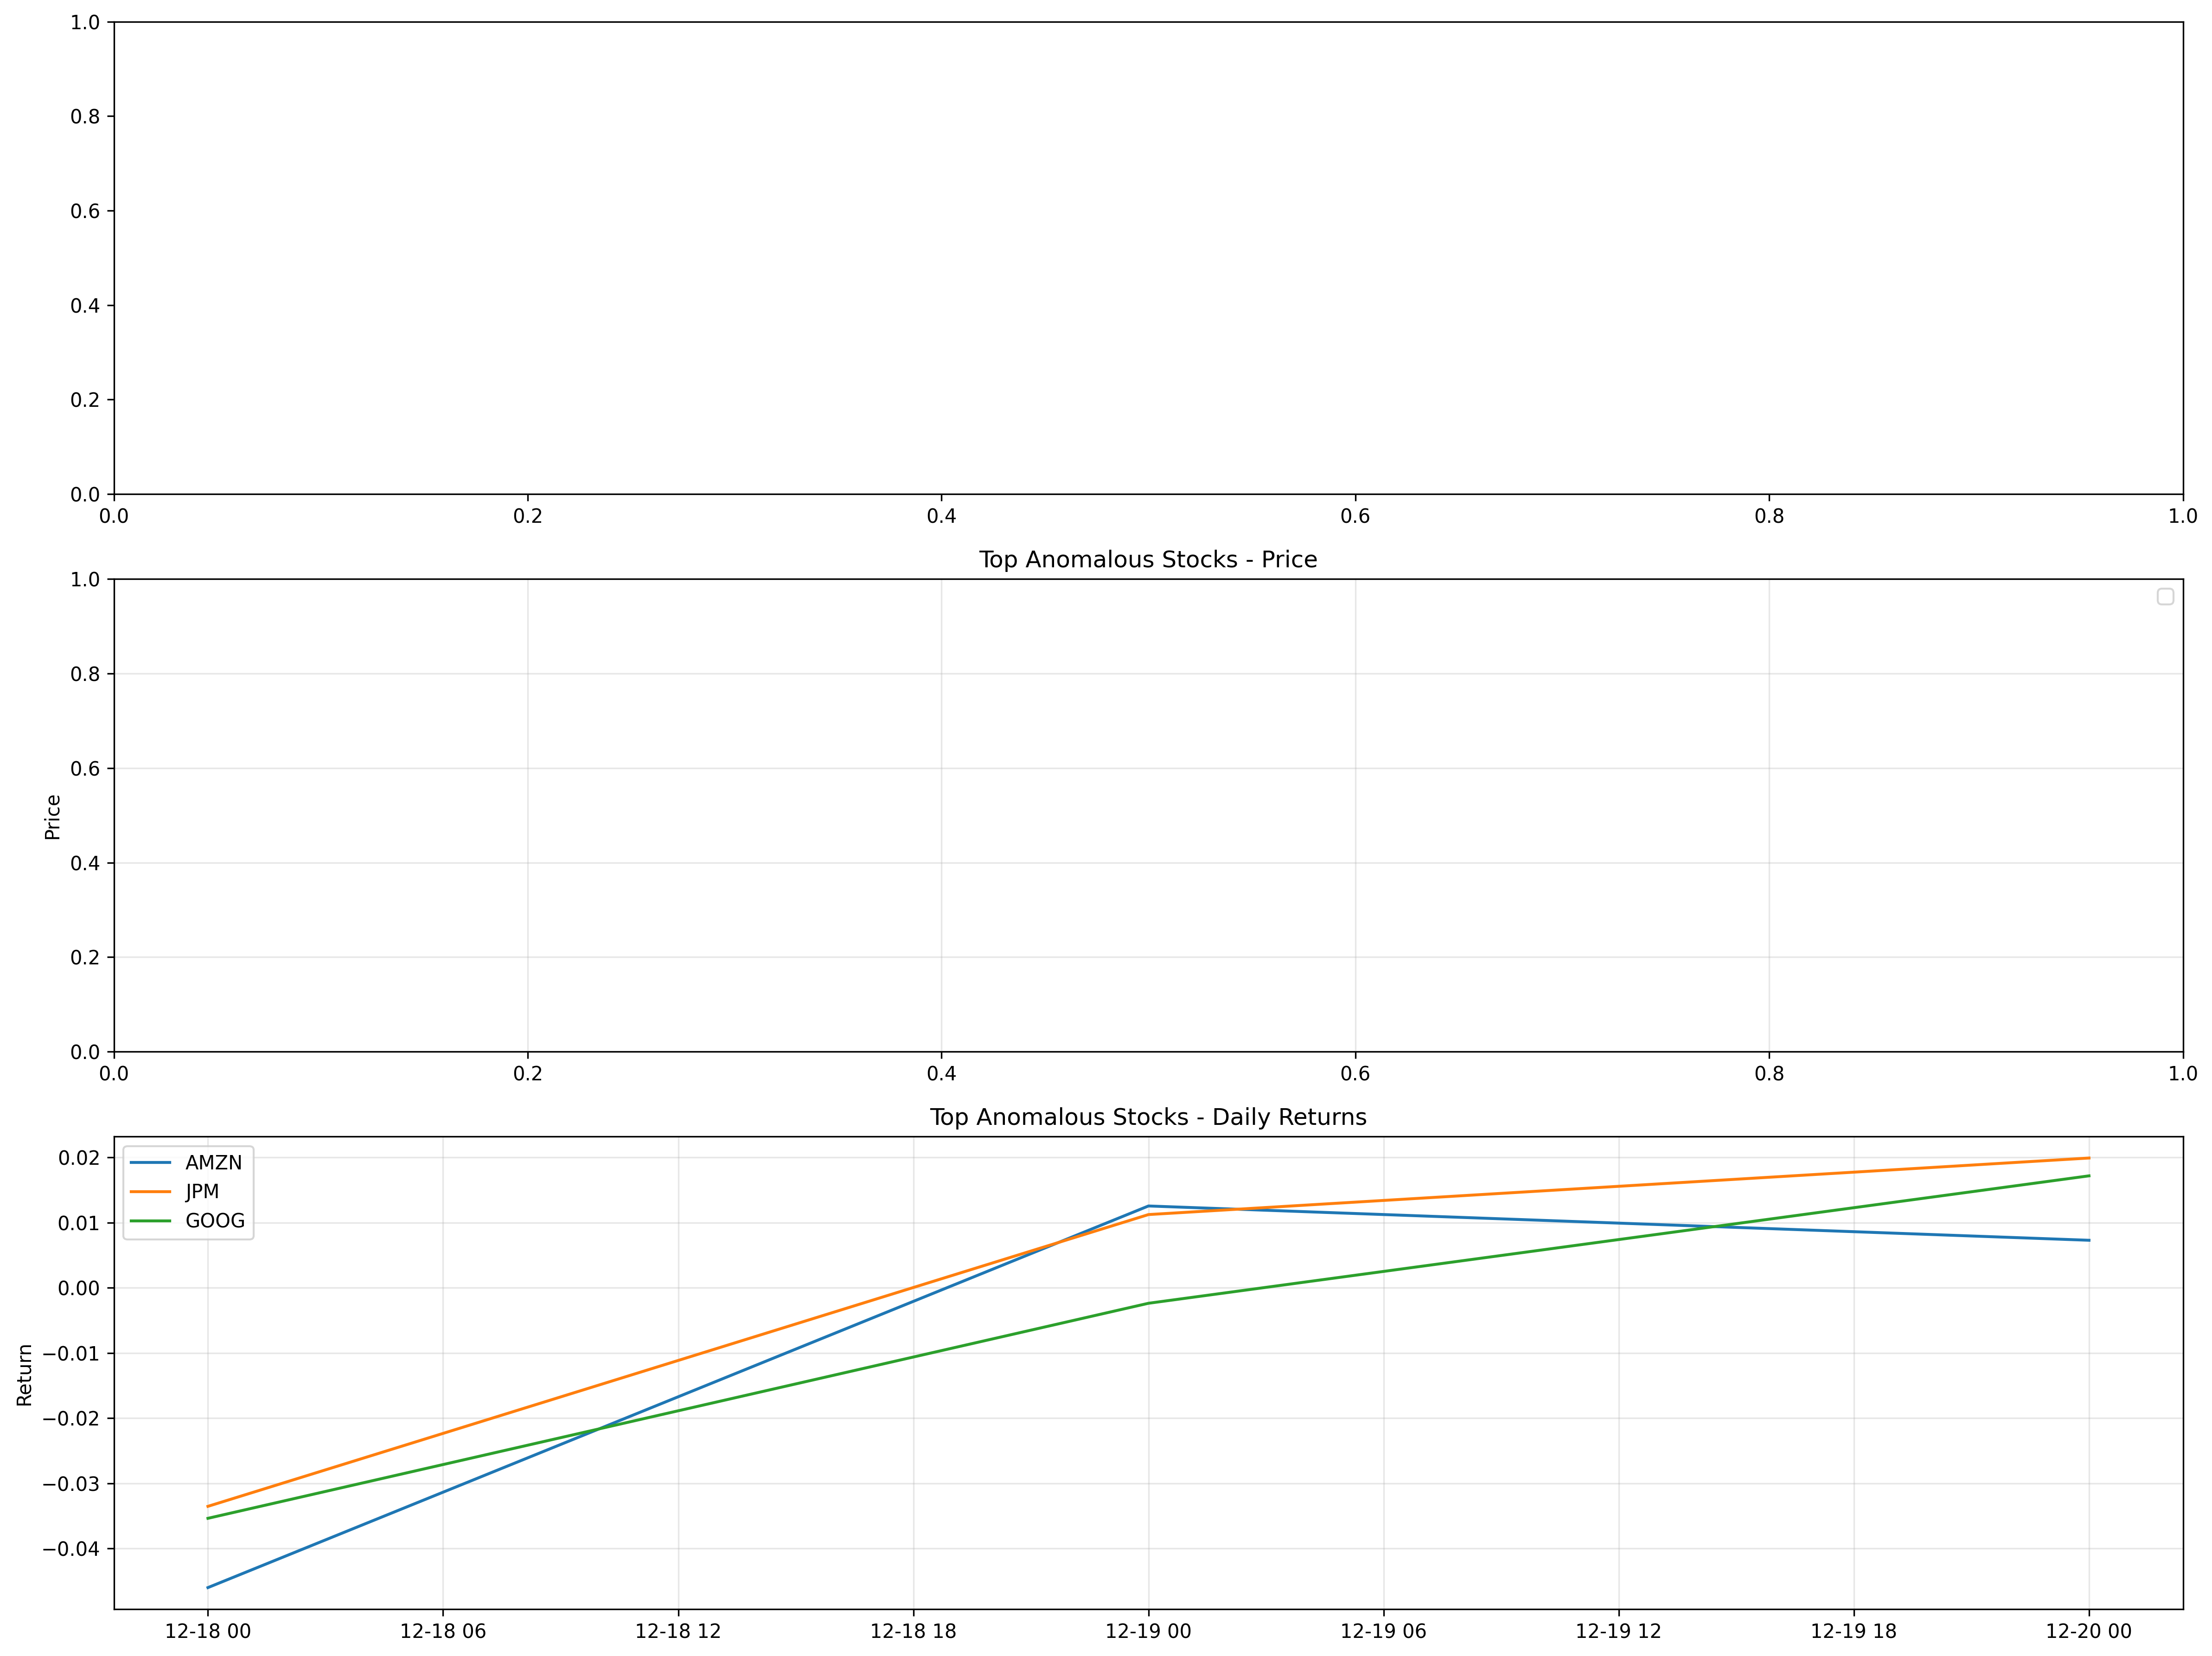 1.0
0.8
0.6
0.4
0.2
0.0
0.0 0.2 0.4 0.6 0.8 1.0
Top Anomalous Stocks - Price
1.0
0.8
0.6
0.4
0.2
0.0
Price
0.0 0.2 0.4 0.6 0.8 1.0
Top Anomalous Stocks - Daily Returns
AMZN
JPM
GOOG
0.02
0.01
0.00
−0.01
−0.02
−0.03
−0.04
Return
12-18 00 12-18 06 12-18 12 12-18 18 12-19 00 12-19 06 12-19 12 12-19 18 12-20 00